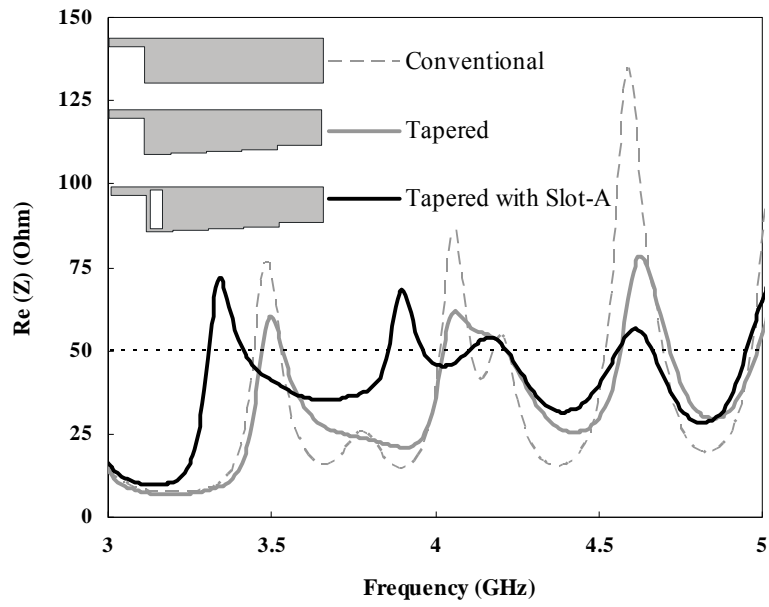 150
125
100
75
50
25
0
Re (Z) (Ohm)
Conventional
Tapered
Tapered with Slot-A
3
3.5
4
4.5
5
Frequency (GHz)